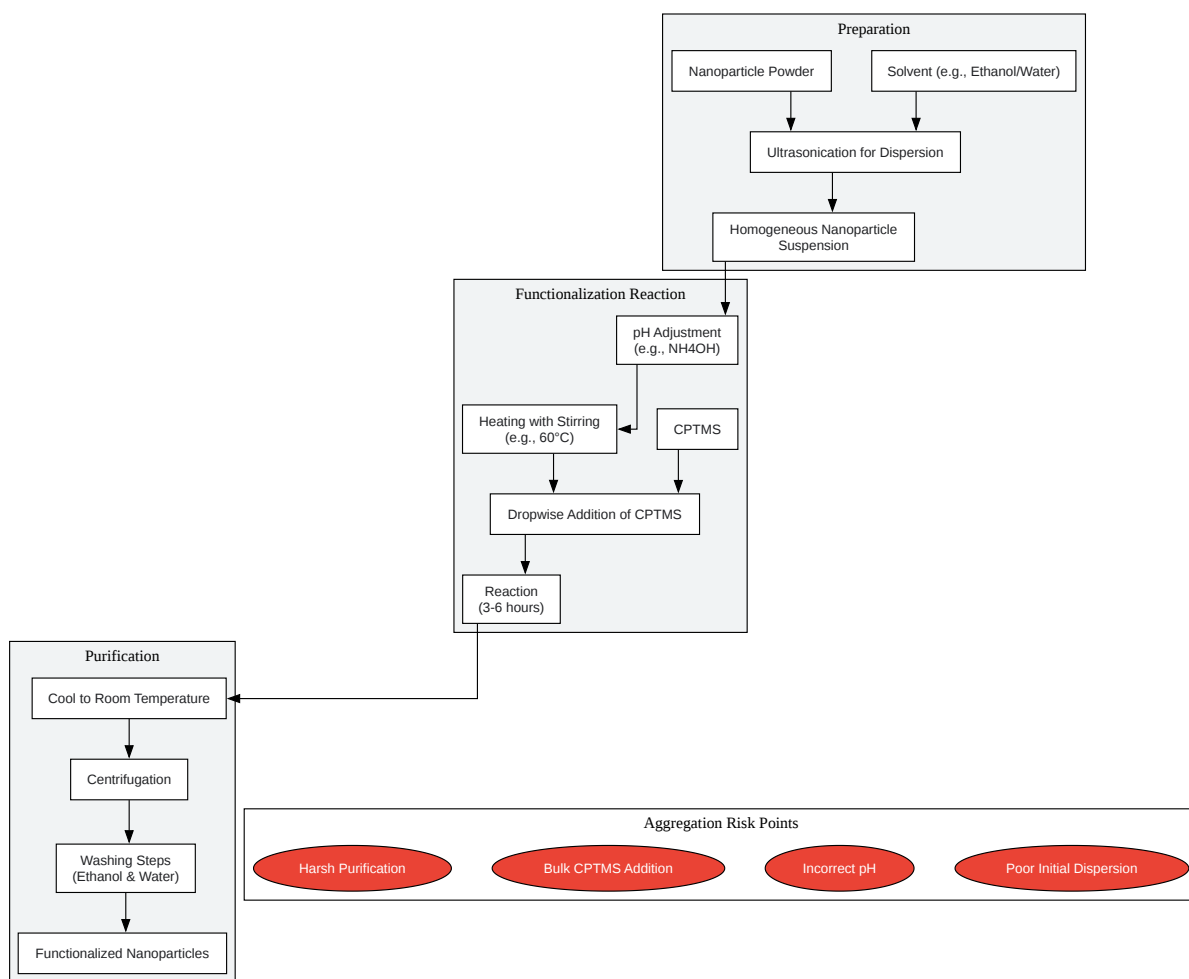 Preparation
Nanoparticle Powder
Solvent (e.g., Ethanol/Water)
Ultrasonication for Dispersion
Homogeneous Nanoparticle
Suspension
Functionalization Reaction
pH Adjustment
(e.g., NH4OH)
Heating with Stirring
(e.g., 60°C)
CPTMS
Dropwise Addition of CPTMS
Reaction
(3-6 hours)
Purification
Cool to Room Temperature
Centrifugation
Washing Steps
(Ethanol & Water)
Functionalized Nanoparticles
Aggregation Risk Points
Harsh Purification
Bulk CPTMS Addition
Incorrect pH
Poor Initial Dispersion